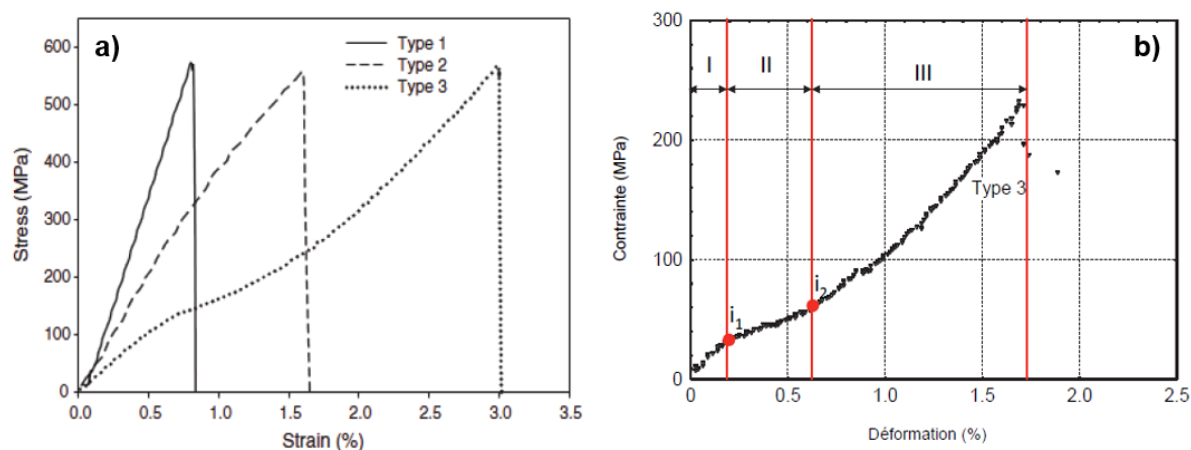 a)
Type 1
Type 2
Type 3
Stress (MPa)
600
500
400
300
200
100
0
0.0 0.5 1.0 1.5 2.0 2.5 3.0 3.5
Strain (%)
b)
I II III
Contrainte (MPa)
300
200
100
0
i1
i2
Type 3
0 0.5 1.0 1.5 2.0 2.5
Déformation (%)